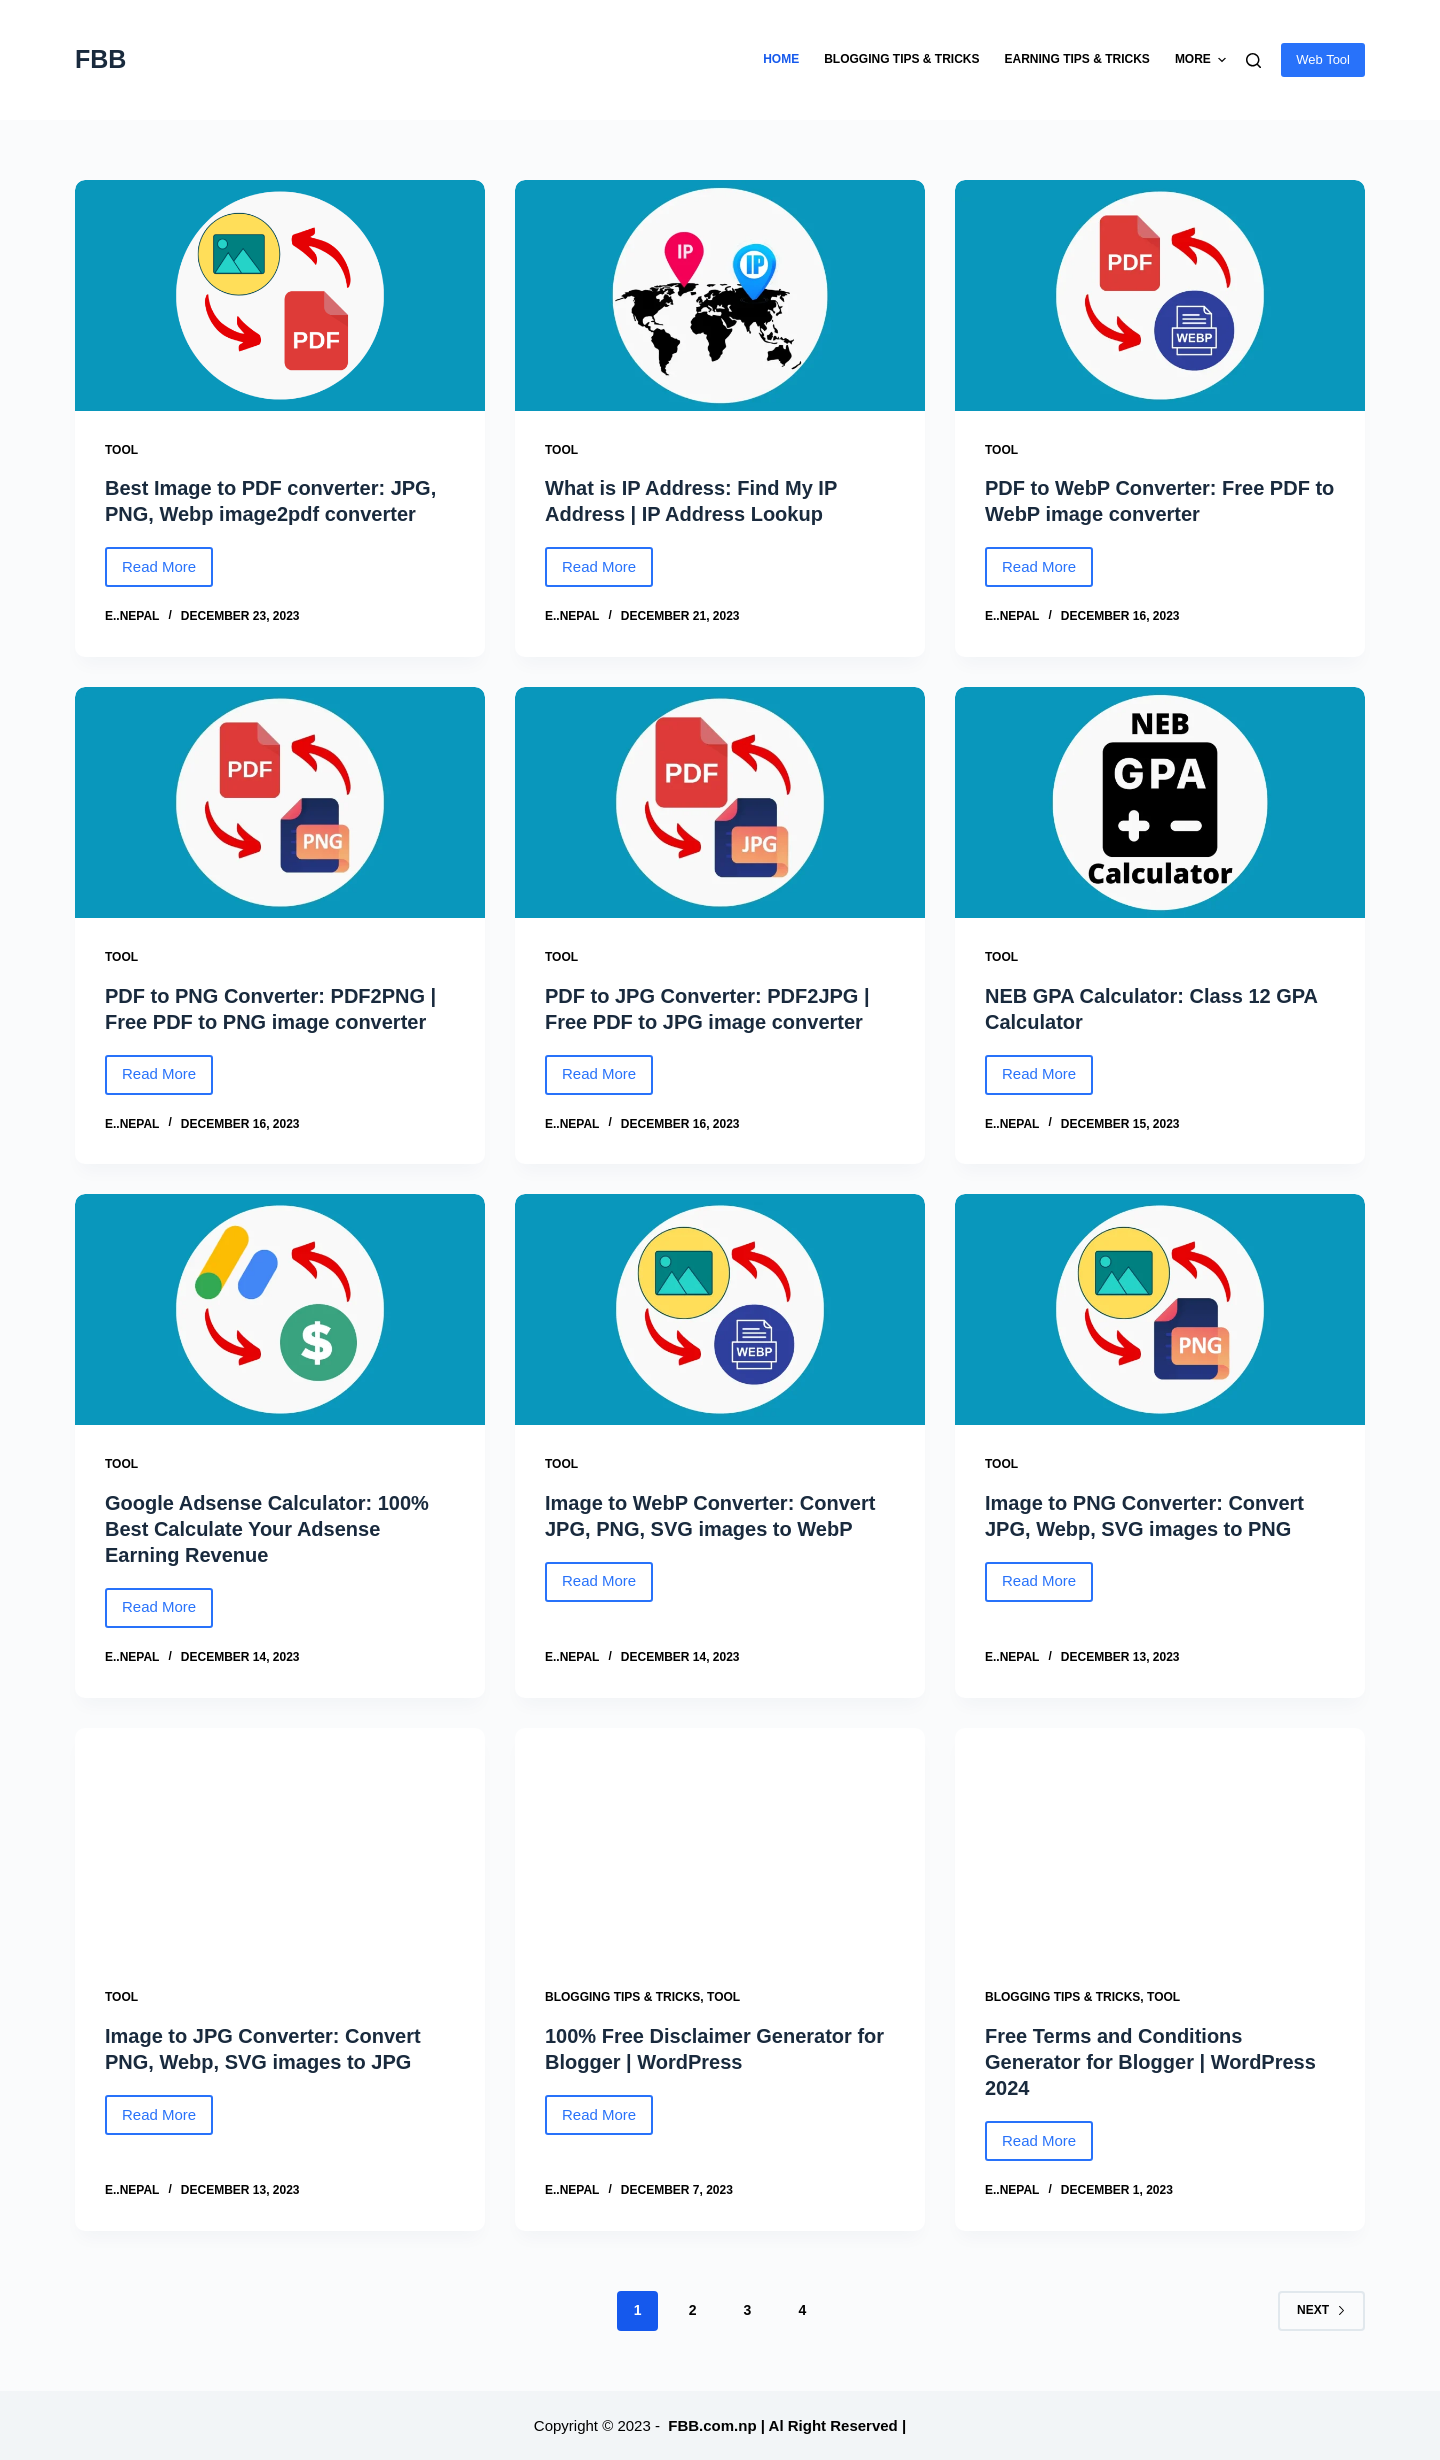 FBB
HOME BLOGGING TIPS & TRICKS EARNING TIPS & TRICKS MORE Web Tool
PDF
IP IP
PDF
WEBP
TOOL
Best Image to PDF converter: JPG,
PNG, Webp image2pdf converter
Read More
E..NEPAL / DECEMBER 23, 2023
TOOL
What is IP Address: Find My IP
Address | IP Address Lookup
Read More
E..NEPAL / DECEMBER 21, 2023
TOOL
PDF to WebP Converter: Free PDF to
WebP image converter
Read More
E..NEPAL / DECEMBER 16, 2023
PDF
PNG
PDF
JPG
NEB
GPA
Calculator
TOOL
PDF to PNG Converter: PDF2PNG |
Free PDF to PNG image converter
Read More
E..NEPAL / DECEMBER 16, 2023
TOOL
PDF to JPG Converter: PDF2JPG |
Free PDF to JPG image converter
Read More
E..NEPAL / DECEMBER 16, 2023
TOOL
NEB GPA Calculator: Class 12 GPA
Calculator
Read More
E..NEPAL / DECEMBER 15, 2023
$
WEBP
PNG
TOOL
Google Adsense Calculator: 100%
Best Calculate Your Adsense
Earning Revenue
Read More
E..NEPAL / DECEMBER 14, 2023
TOOL
Image to WebP Converter: Convert
JPG, PNG, SVG images to WebP
Read More
E..NEPAL / DECEMBER 14, 2023
TOOL
Image to PNG Converter: Convert
JPG, Webp, SVG images to PNG
Read More
E..NEPAL / DECEMBER 13, 2023
TOOL
Image to JPG Converter: Convert
PNG, Webp, SVG images to JPG
Read More
E..NEPAL / DECEMBER 13, 2023
BLOGGING TIPS & TRICKS, TOOL
100% Free Disclaimer Generator for
Blogger | WordPress
Read More
E..NEPAL / DECEMBER 7, 2023
BLOGGING TIPS & TRICKS, TOOL
Free Terms and Conditions
Generator for Blogger | WordPress
2024
Read More
E..NEPAL / DECEMBER 1, 2023
1 2 3 4 NEXT
Copyright © 2023 - FBB.com.np | Al Right Reserved |